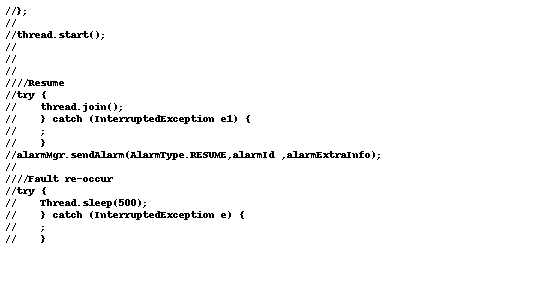 //};
//
//thread.start();
//
//
//
////Resume
//try {
//    thread.join();
//    } catch (InterruptedException e1) {
//    ;
//    }
//alarmMgr.sendAlarm(AlarmType.RESUME,alarmId ,alarmExtraInfo);
//
////Fault re-occur
//try {
//    Thread.sleep(500);
//    } catch (InterruptedException e) {
//    ;
//    }